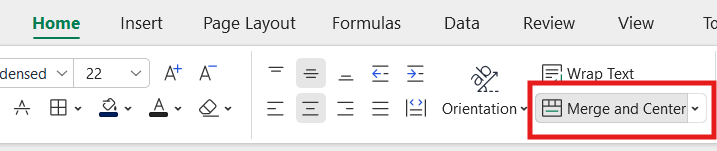 Home Insert Page Layout Formulas Data Review View To
densed 22 A+ A− Wrap Text
A A Orientation Merge and Center